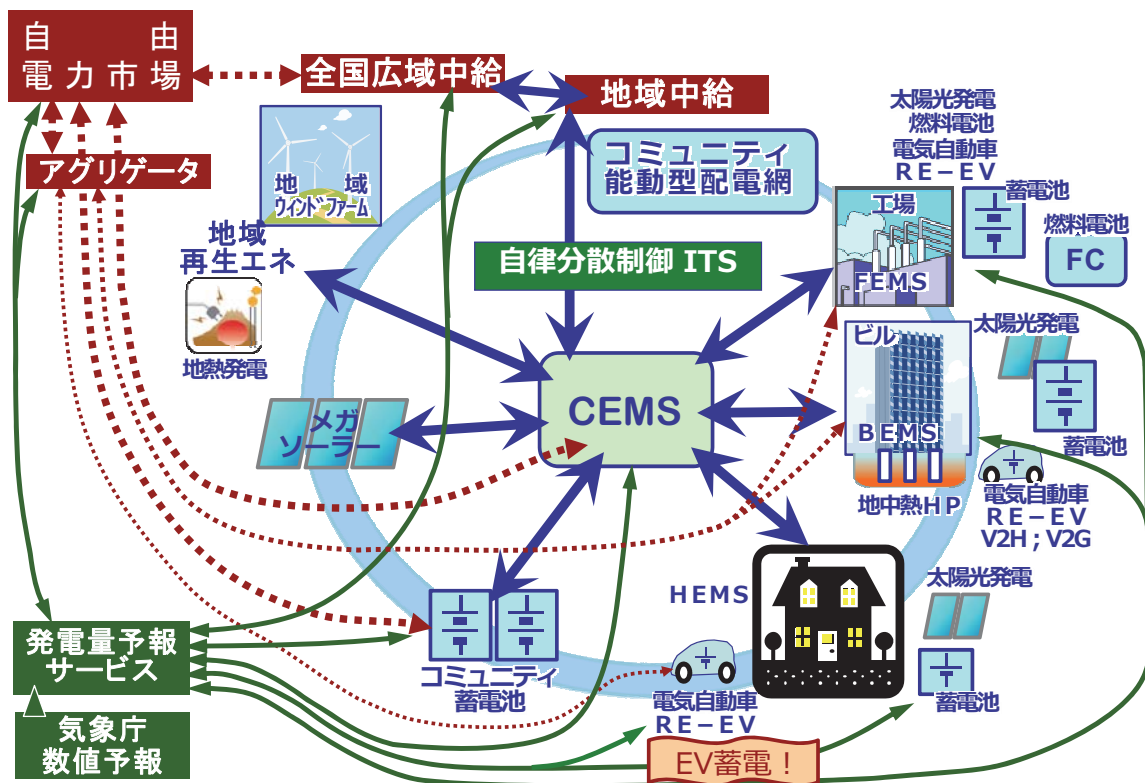 自由
電力市場
全国広域中給
地域中給
アグリゲータ
地域
ウィンドファーム
コミュニティ
能動型配電網
太陽光発電
燃料電池
電気自動車
RE−EV
蓄電池
燃料電池
FC
工場
FEMS
地域
再生エネ
地熱発電
自律分散制御 ITS
CEMS
メガ
ソーラー
ビル
BEMS
地中熱HP
太陽光発電
蓄電池
電気自動車
RE−EV
V2H ; V2G
HEMS
太陽光発電
蓄電池
コミュニティ
蓄電池
電気自動車
RE−EV
発電量予報
サービス
気象庁
数値予報
EV蓄電！